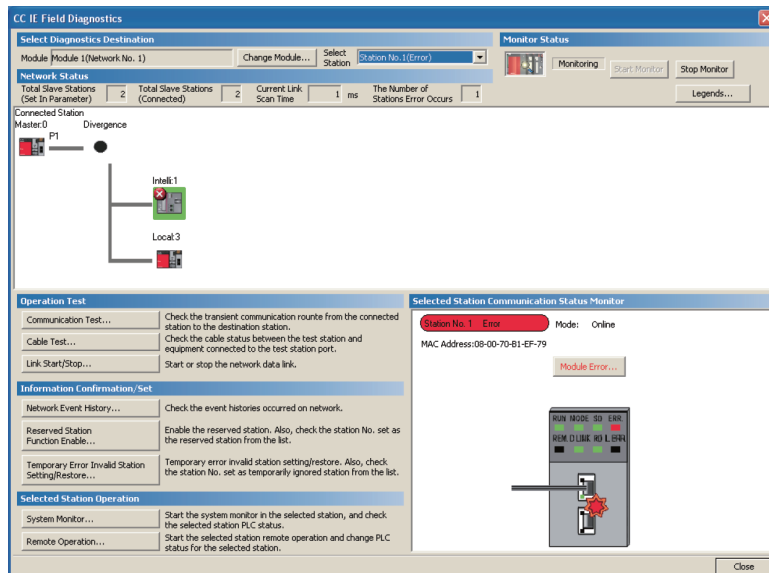 CC IE Field Diagnostics
Select Diagnostics Destination
Module Module 1(Network No. 1) Change Module... Select Station Station No.1(Error)
Monitor Status
Monitoring Start Monitor Stop Monitor
Legends...
Network Status
Total Slave Stations (Set In Parameter) 2 Total Slave Stations (Connected) 2 Current Link Scan Time 1 ms The Number of Stations Error Occurs 1
Connected Station
Master:0 Divergence
P1
Intelli:1
Local:3
Operation Test
Communication Test... Check the transient communication rounte from the connected station to the destination station.
Cable Test... Check the cable status between the test station and equipment connected to the test station port.
Link Start/Stop... Start or stop the network data link.
Information Confirmation/Set
Network Event History... Check the event histories occurred on network.
Reserved Station Function Enable... Enable the reserved station. Also, check the station No. set as the reserved station from the list.
Temporary Error Invalid Station Setting/Restore... Temporary error invalid station setting/restore. Also, check the station No. set as temporarily ignored station from the list.
Selected Station Operation
System Monitor... Start the system monitor in the selected station, and check the selected station PLC status.
Remote Operation... Start the selected station remote operation and change PLC status for the selected station.
Selected Station Communication Status Monitor
Station No. 1 Error Mode: Online
MAC Address:08-00-70-B1-EF-79
Module Error...
RUN MODE SD ERR.
REM. D LINK RD L ERR.
Close